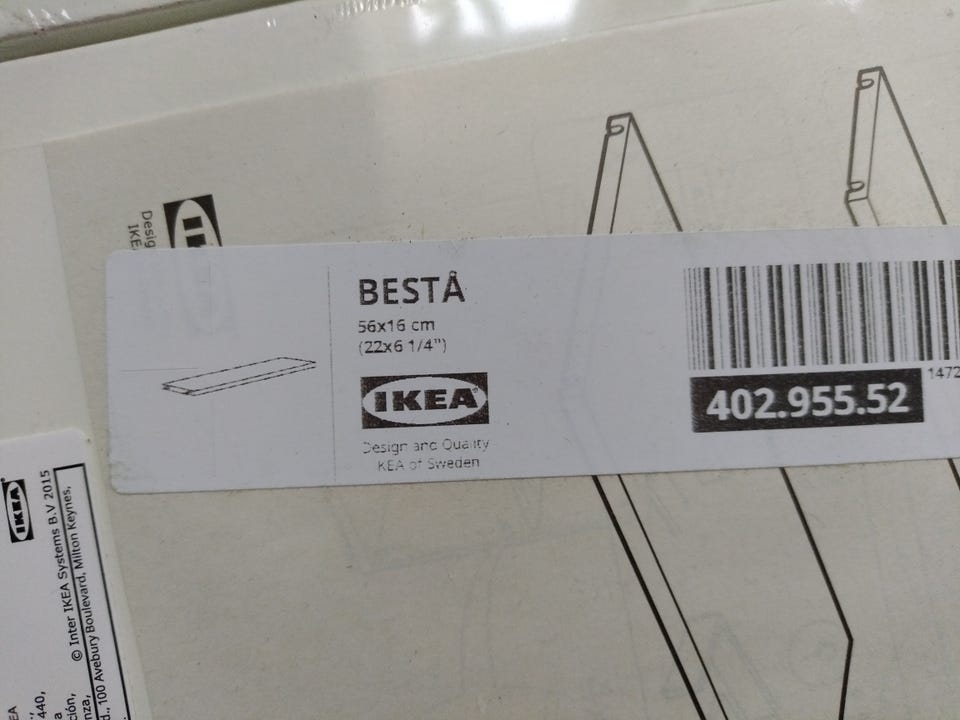 BESTÅ
56x16 cm
(22x6 1/4")
IKEA
Design and Quality
IKEA of Sweden
1472
402.955.52
IKEA
© Inter IKEA Systems B.V 2015
100 Avebury Boulevard, Milton Keynes,